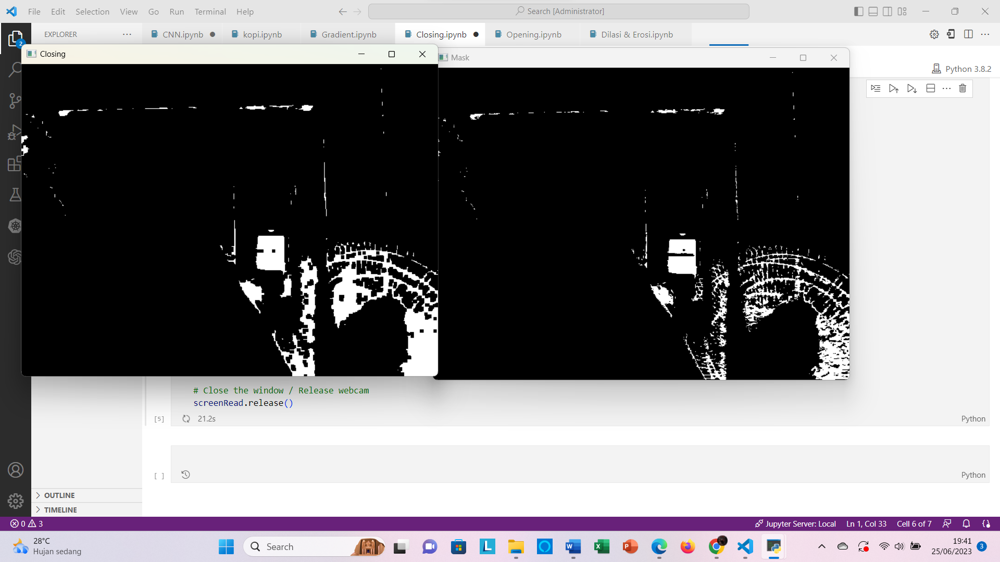 File Edit Selection View Go Run Terminal Help
Search [Administrator]
EXPLORER
CNN.ipynb
kopi.ipynb
Gradient.ipynb
Closing.ipynb
Opening.ipynb
Dilasi & Erosi.ipynb
2
Closing
Mask
Python 3.8.2
# Close the window / Release webcam
screenRead.release()
[5] 21.2s Python
[ ] Python
OUTLINE
TIMELINE
0 3 Jupyter Server: Local Ln 1, Col 33 Cell 6 of 7
28°C
Hujan sedang
Search
19:41
25/06/2023
3